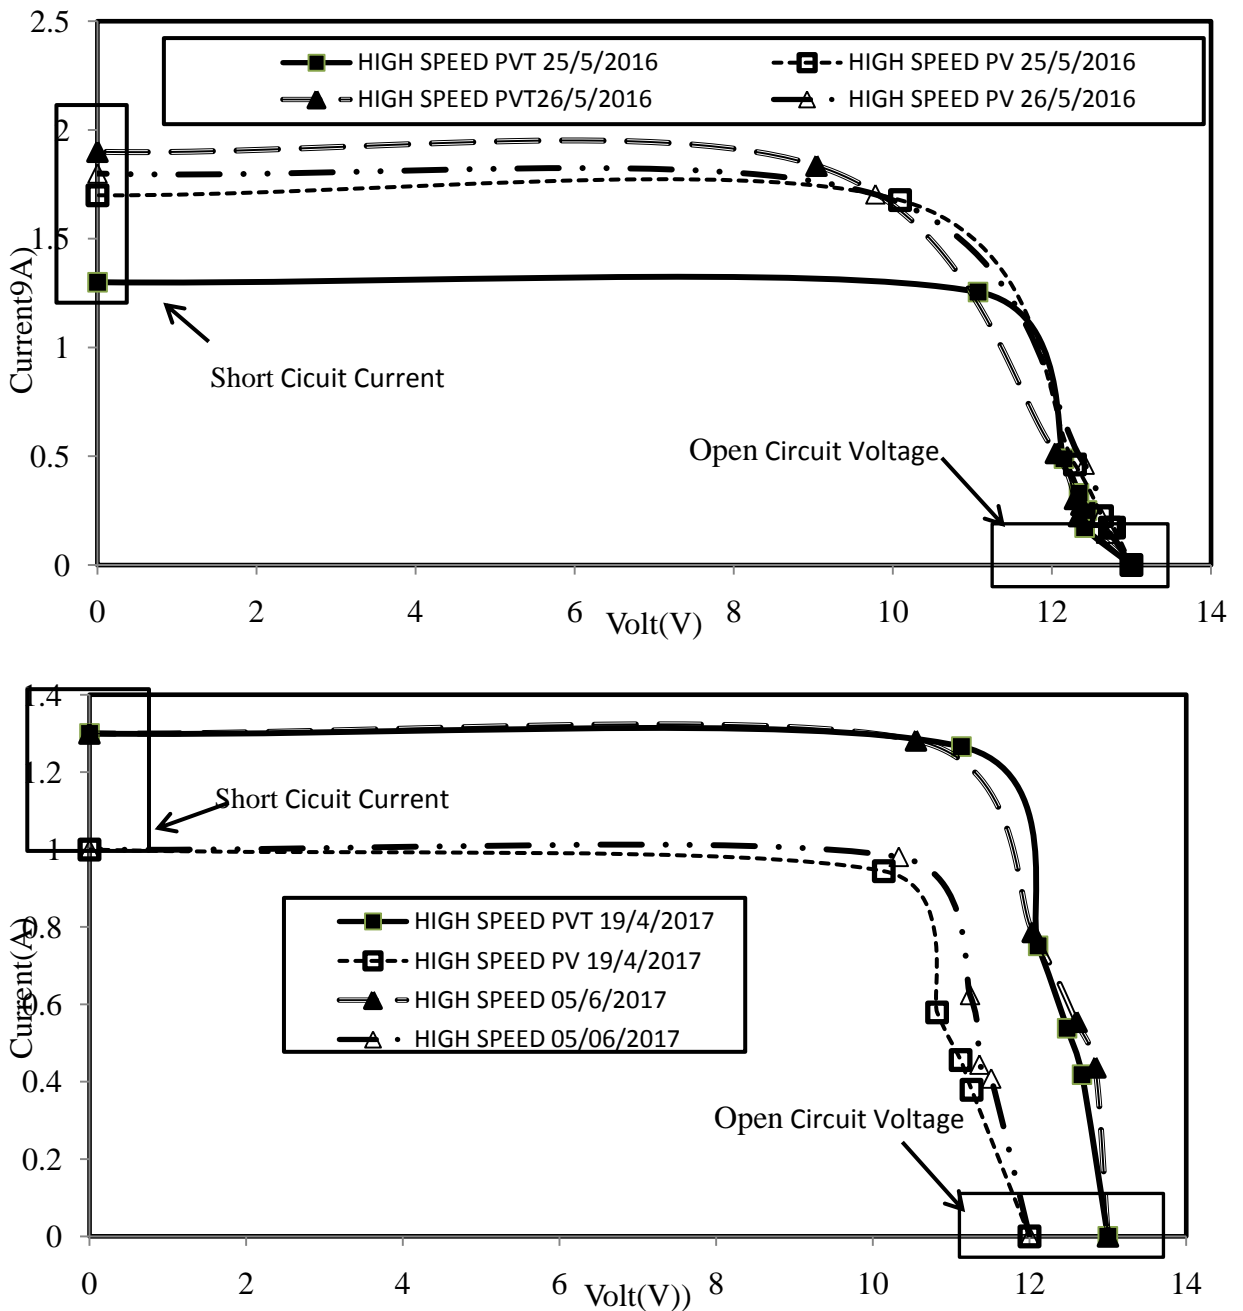 2.5
HIGH SPEED PVT 25/5/2016 HIGH SPEED PV 25/5/2016
HIGH SPEED PVT26/5/2016 HIGH SPEED PV 26/5/2016
2
1.5
Current9A)
1
Short Cicuit Current
Open Circuit Voltage
0.5
0
0 2 4 6 8 10 12 14
Volt(V)
1.4
1.2
Short Cicuit Current
1
HIGH SPEED PVT 19/4/2017
HIGH SPEED PV 19/4/2017
HIGH SPEED 05/6/2017
HIGH SPEED 05/06/2017
0.8
Current(A)
0.6
0.4
Open Circuit Voltage
0.2
0
0 2 4 6 8 10 12 14
Volt(V))